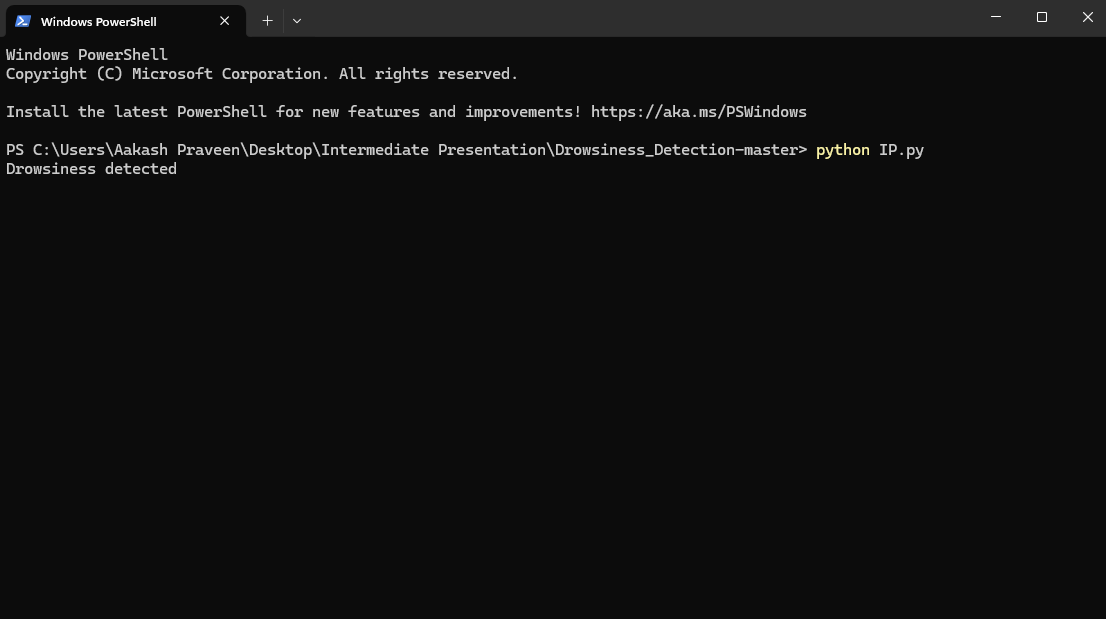 Windows PowerShell
Windows PowerShell
Copyright (C) Microsoft Corporation. All rights reserved.
Install the latest PowerShell for new features and improvements! https://aka.ms/PSWindows
PS C:\Users\Aakash Praveen\Desktop\Intermediate Presentation\Drowsiness_Detection-master> python IP.py
Drowsiness detected